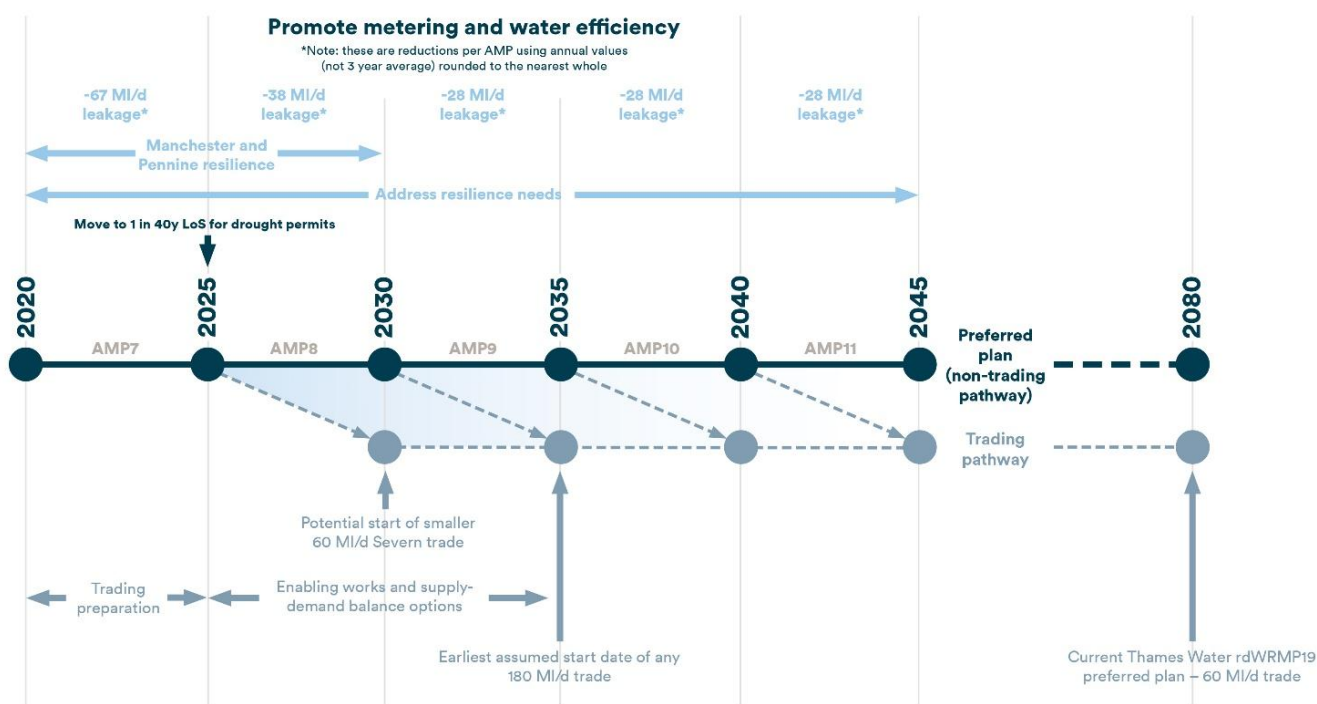 Promote metering and water efficiency
*Note: these are reductions per AMP using annual values
(not 3 year average) rounded to the nearest whole
-67 Ml/d
leakage*
-38 Ml/d
leakage*
-28 Ml/d
leakage*
-28 Ml/d
leakage*
-28 Ml/d
leakage*
Manchester and
Pennine resilience
Address resilience needs
Move to 1 in 40y LoS for drought permits
2020
2025
2030
2035
2040
2045
2080
AMP7
AMP8
AMP9
AMP10
AMP11
Preferred
plan
(non-trading
pathway)
Trading
pathway
Potential start of smaller
60 Ml/d Severn trade
Trading
preparation
Enabling works and supply-
demand balance options
Earliest assumed start date of any
180 Ml/d trade
Current Thames Water rdWRMP19
preferred plan – 60 Ml/d trade